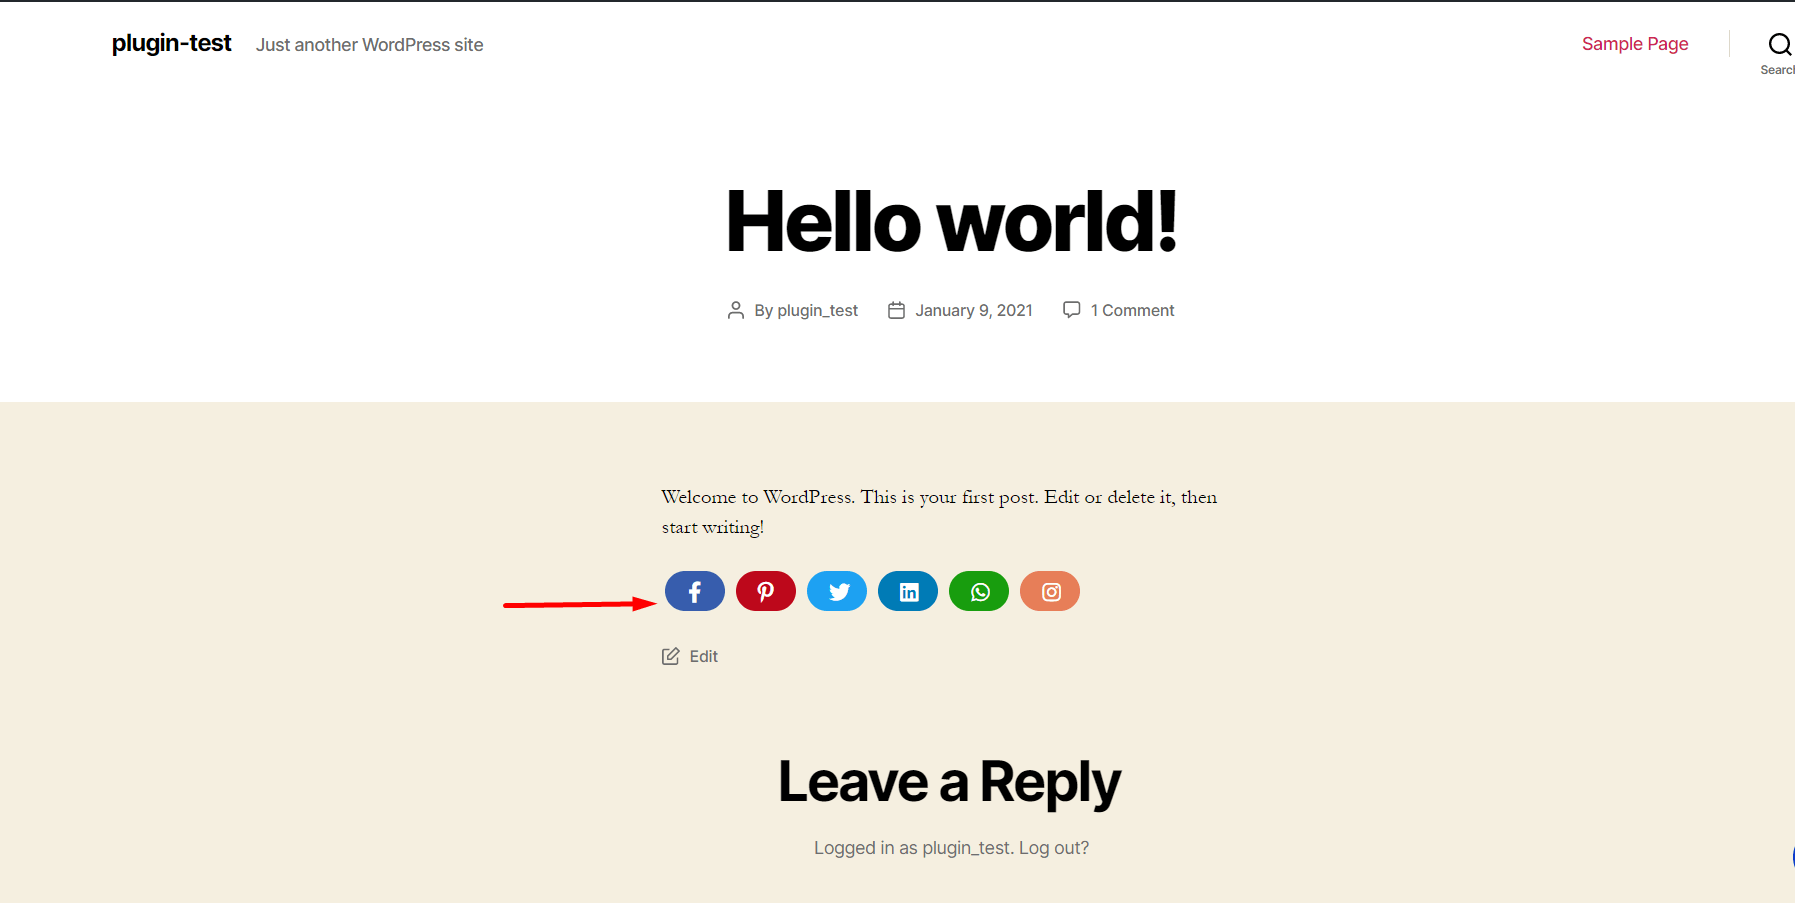 plugin-test
Just another WordPress site
Sample Page
Search
Hello world!
By plugin_test
January 9, 2021
1 Comment
Welcome to WordPress. This is your first post. Edit or delete it, then
start writing!
Edit
Leave a Reply
Logged in as plugin_test. Log out?